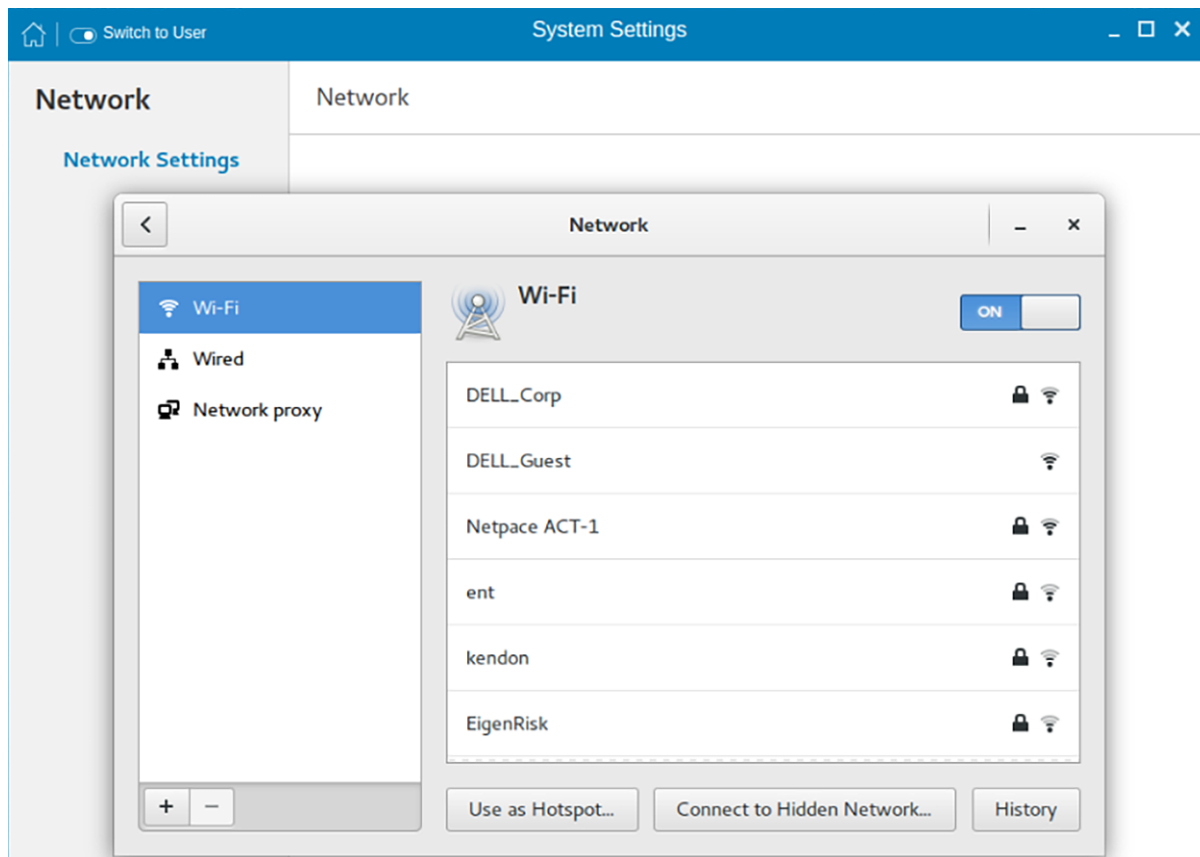 Switch to User
System Settings
Network
Network
Network Settings
Network
Wi-Fi
Wired
Network proxy
Wi-Fi
ON
DELL_Corp
DELL_Guest
Netpace ACT-1
ent
kendon
EigenRisk
+ −
Use as Hotspot...
Connect to Hidden Network...
History